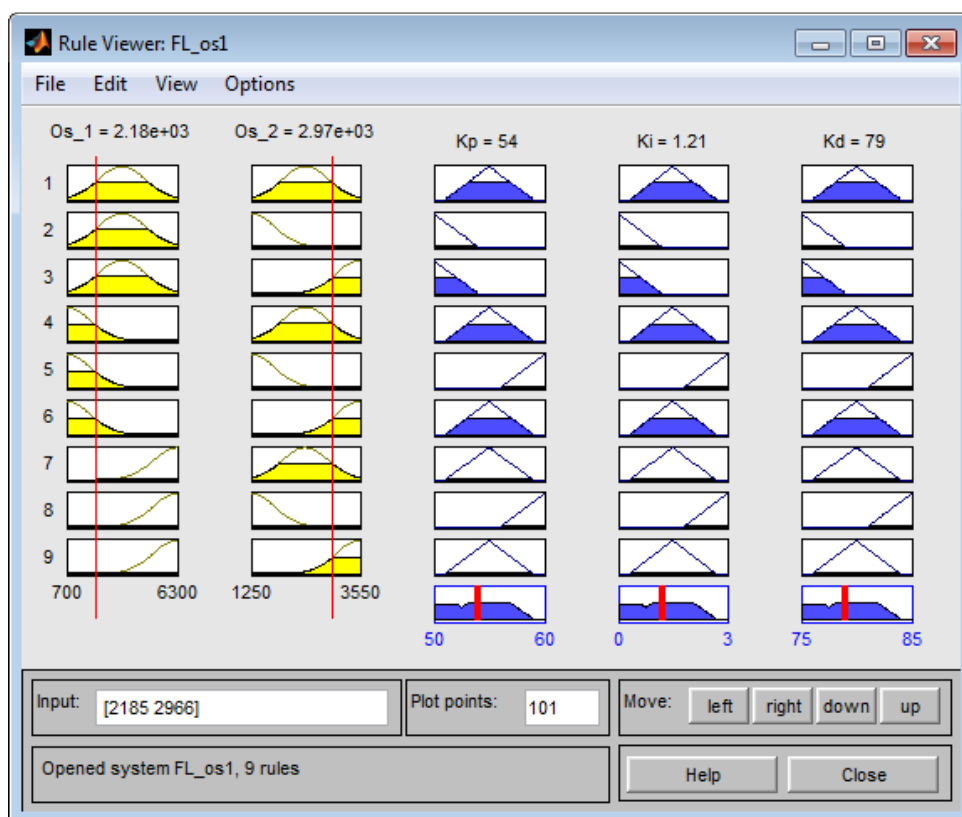 Rule Viewer: FL_os1
File Edit View Options
Os_1 = 2.18e+03 Os_2 = 2.97e+03 Kp = 54 Ki = 1.21 Kd = 79
1
2
3
4
5
6
7
8
9
700 6300 1250 3550
50 60 0 3 75 85
Input: [2185 2966] Plot points: 101 Move: left right down up
Opened system FL_os1, 9 rules Help Close